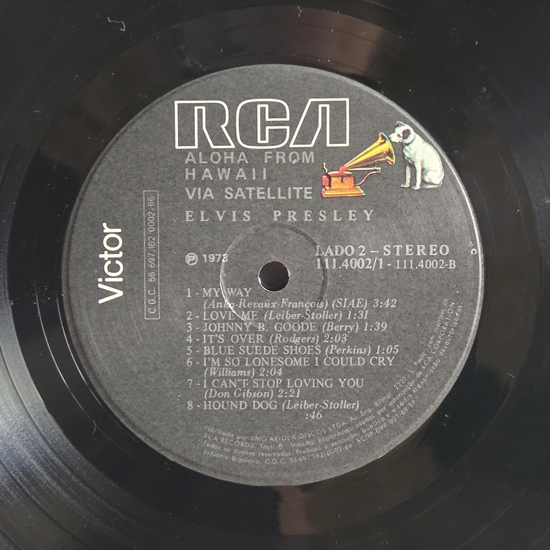 RCA
ALOHA FROM
HAWAII
VIA SATELLITE
ELVIS PRESLEY
Victor
C G C. 56 697.162 0002-66
℗ 1973
LADO 2 – STEREO
111.4002/1 - 111.4002-B
1 - MY WAY
(Anka-Revaux-François) (SIAE) 3:42
2 - LOVE ME (Leiber-Stoller) 1:31
3 - JOHNNY B. GOODE (Berry) 1:39
4 - IT'S OVER (Rodgers) 2:03
5 - BLUE SUEDE SHOES (Perkins) 1:05
6 - I'M SO LONESOME I COULD CRY
(Williams) 2:04
7 - I CAN'T STOP LOVING YOU
(Don Gibson) 2:21
8 - HOUND DOG (Leiber-Stoller)
:46